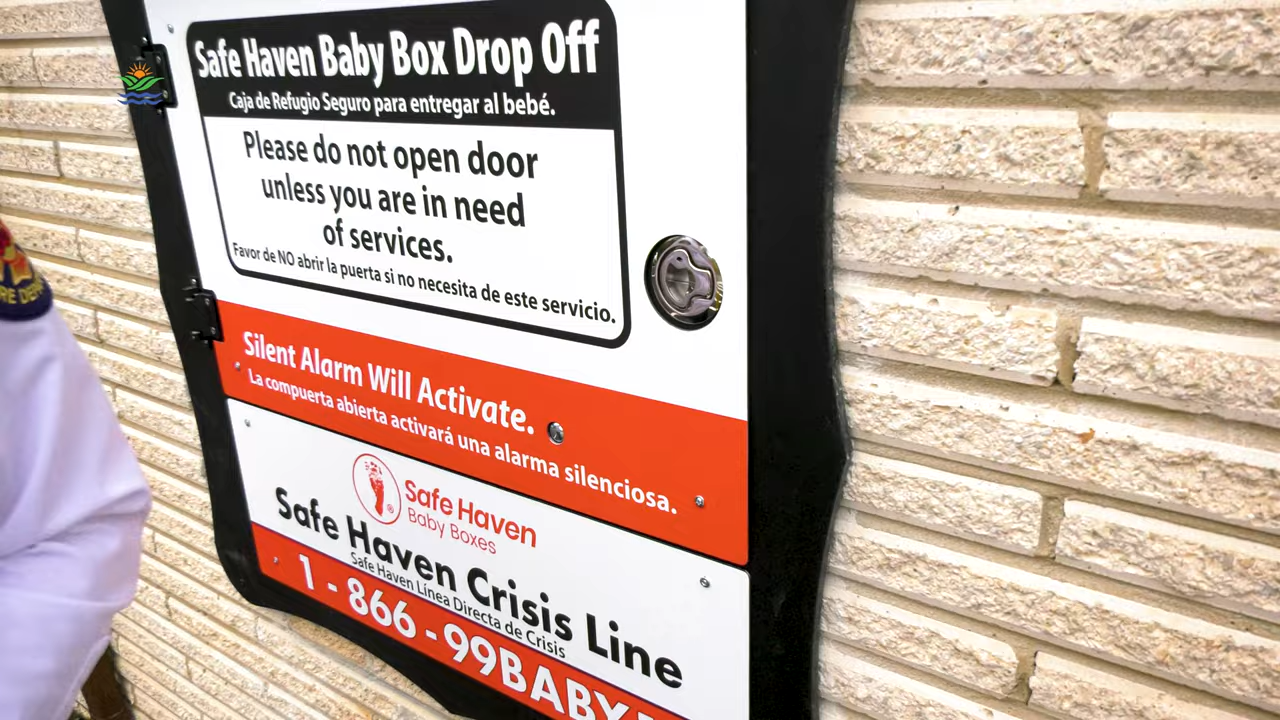 Safe Haven Baby Box Drop Off
Caja de Refugio Seguro para entregar al bebé.
Please do not open door
unless you are in need
of services.
Favor de NO abrir la puerta si no necesita de este servicio.
Silent Alarm Will Activate.
La compuerta abierta activará una alarma silenciosa.
Safe Haven
Baby Boxes
Safe Haven Crisis Line
Safe Haven Línea Directa de Crisis
1 - 866 - 99BABY